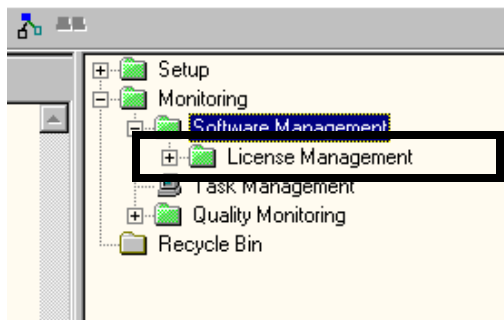 Setup
Monitoring
Software Management
License Management
Task Management
Quality Monitoring
Recycle Bin